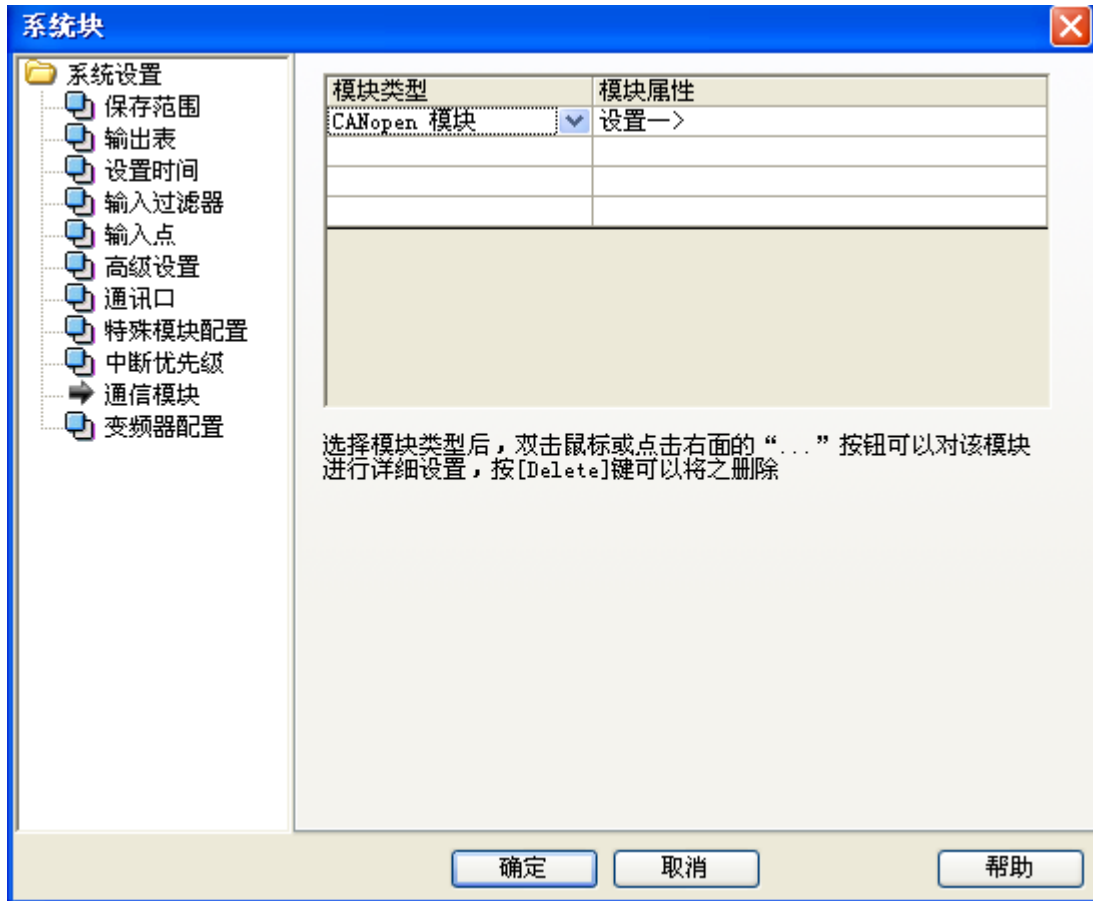 系统块
系统设置
保存范围
输出表
设置时间
输入过滤器
输入点
高级设置
通讯口
特殊模块配置
中断优先级
通信模块
变频器配置
模块类型 模块属性
CANopen 模块 设置—>
选择模块类型后，双击鼠标或点击右面的“...”按钮可以对该模块
进行详细设置，按[Delete]键可以将之删除
确定 取消 帮助